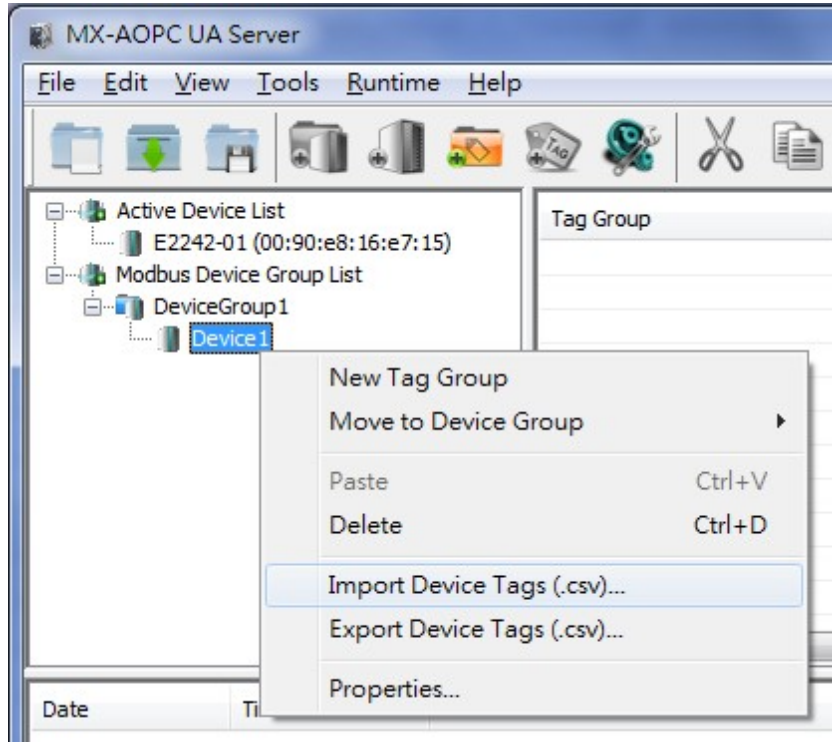 MX-AOPC UA Server
File Edit View Tools Runtime Help
TAG
Active Device List
Tag Group
E2242-01 (00:90:e8:16:e7:15)
Modbus Device Group List
DeviceGroup1
Device1
New Tag Group
Move to Device Group
Paste Ctrl+V
Delete Ctrl+D
Import Device Tags (.csv)...
Export Device Tags (.csv)...
Properties...
Date